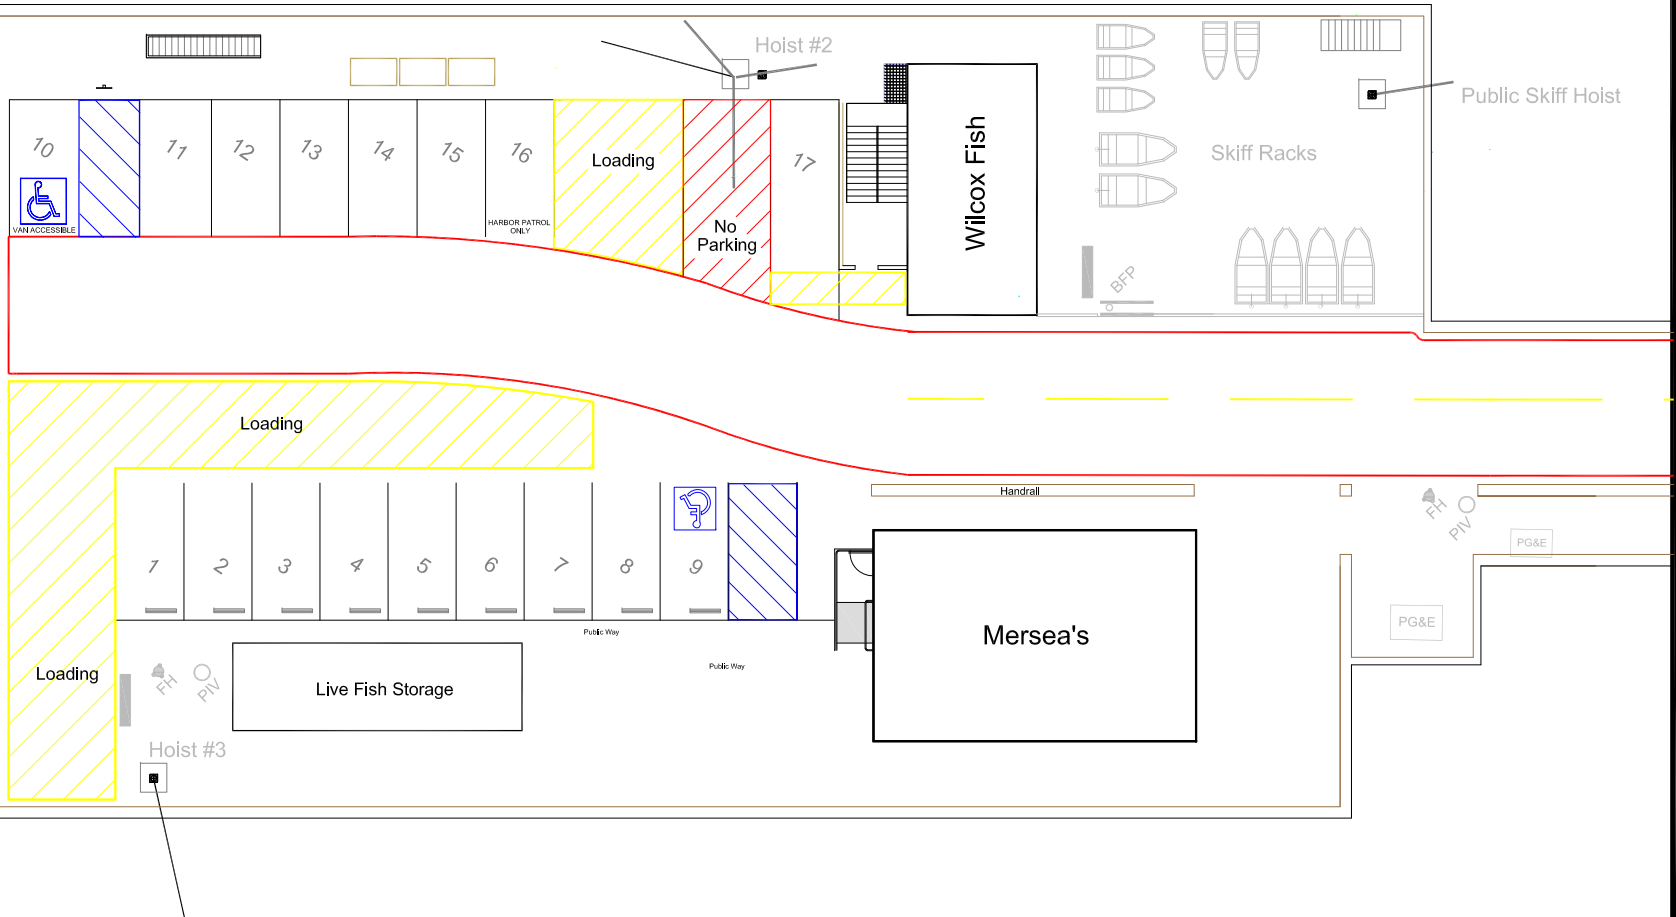 Hoist #2
Public Skiff Hoist
Skiff Racks
Wilcox Fish
BFP
10
VAN ACCESSIBLE
11
12
13
14
15
16
HARBOR PATROL
ONLY
Loading
No
Parking
17
Loading
Handrail
1
2
3
4
5
6
7
8
9
FH
PIV
PG&E
PG&E
Public Way
Public Way
Mersea's
Loading
FH
PIV
Live Fish Storage
Hoist #3